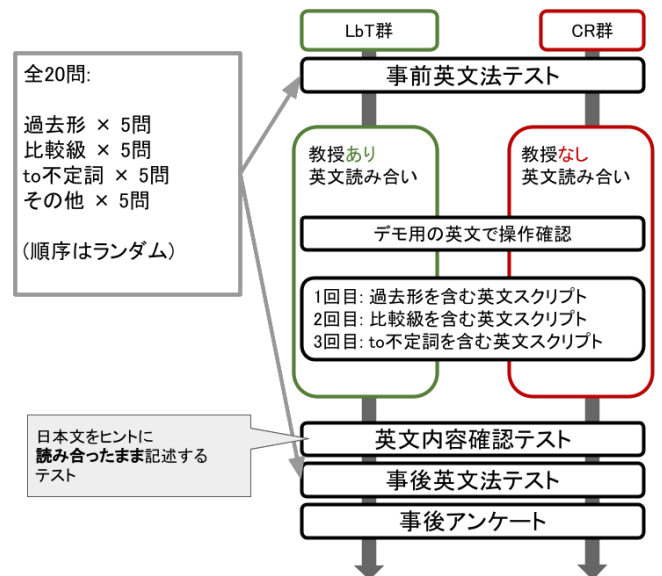 LbT群
CR群
事前英文法テスト
全20問:
過去形 × 5問
比較級 × 5問
to不定詞 × 5問
その他 × 5問
(順序はランダム)
教授あり
英文読み合い
教授なし
英文読み合い
デモ用の英文で操作確認
1回目: 過去形を含む英文スクリプト
2回目: 比較級を含む英文スクリプト
3回目: to不定詞を含む英文スクリプト
日本文をヒントに
読み合ったまま記述する
テスト
英文内容確認テスト
事後英文法テスト
事後アンケート